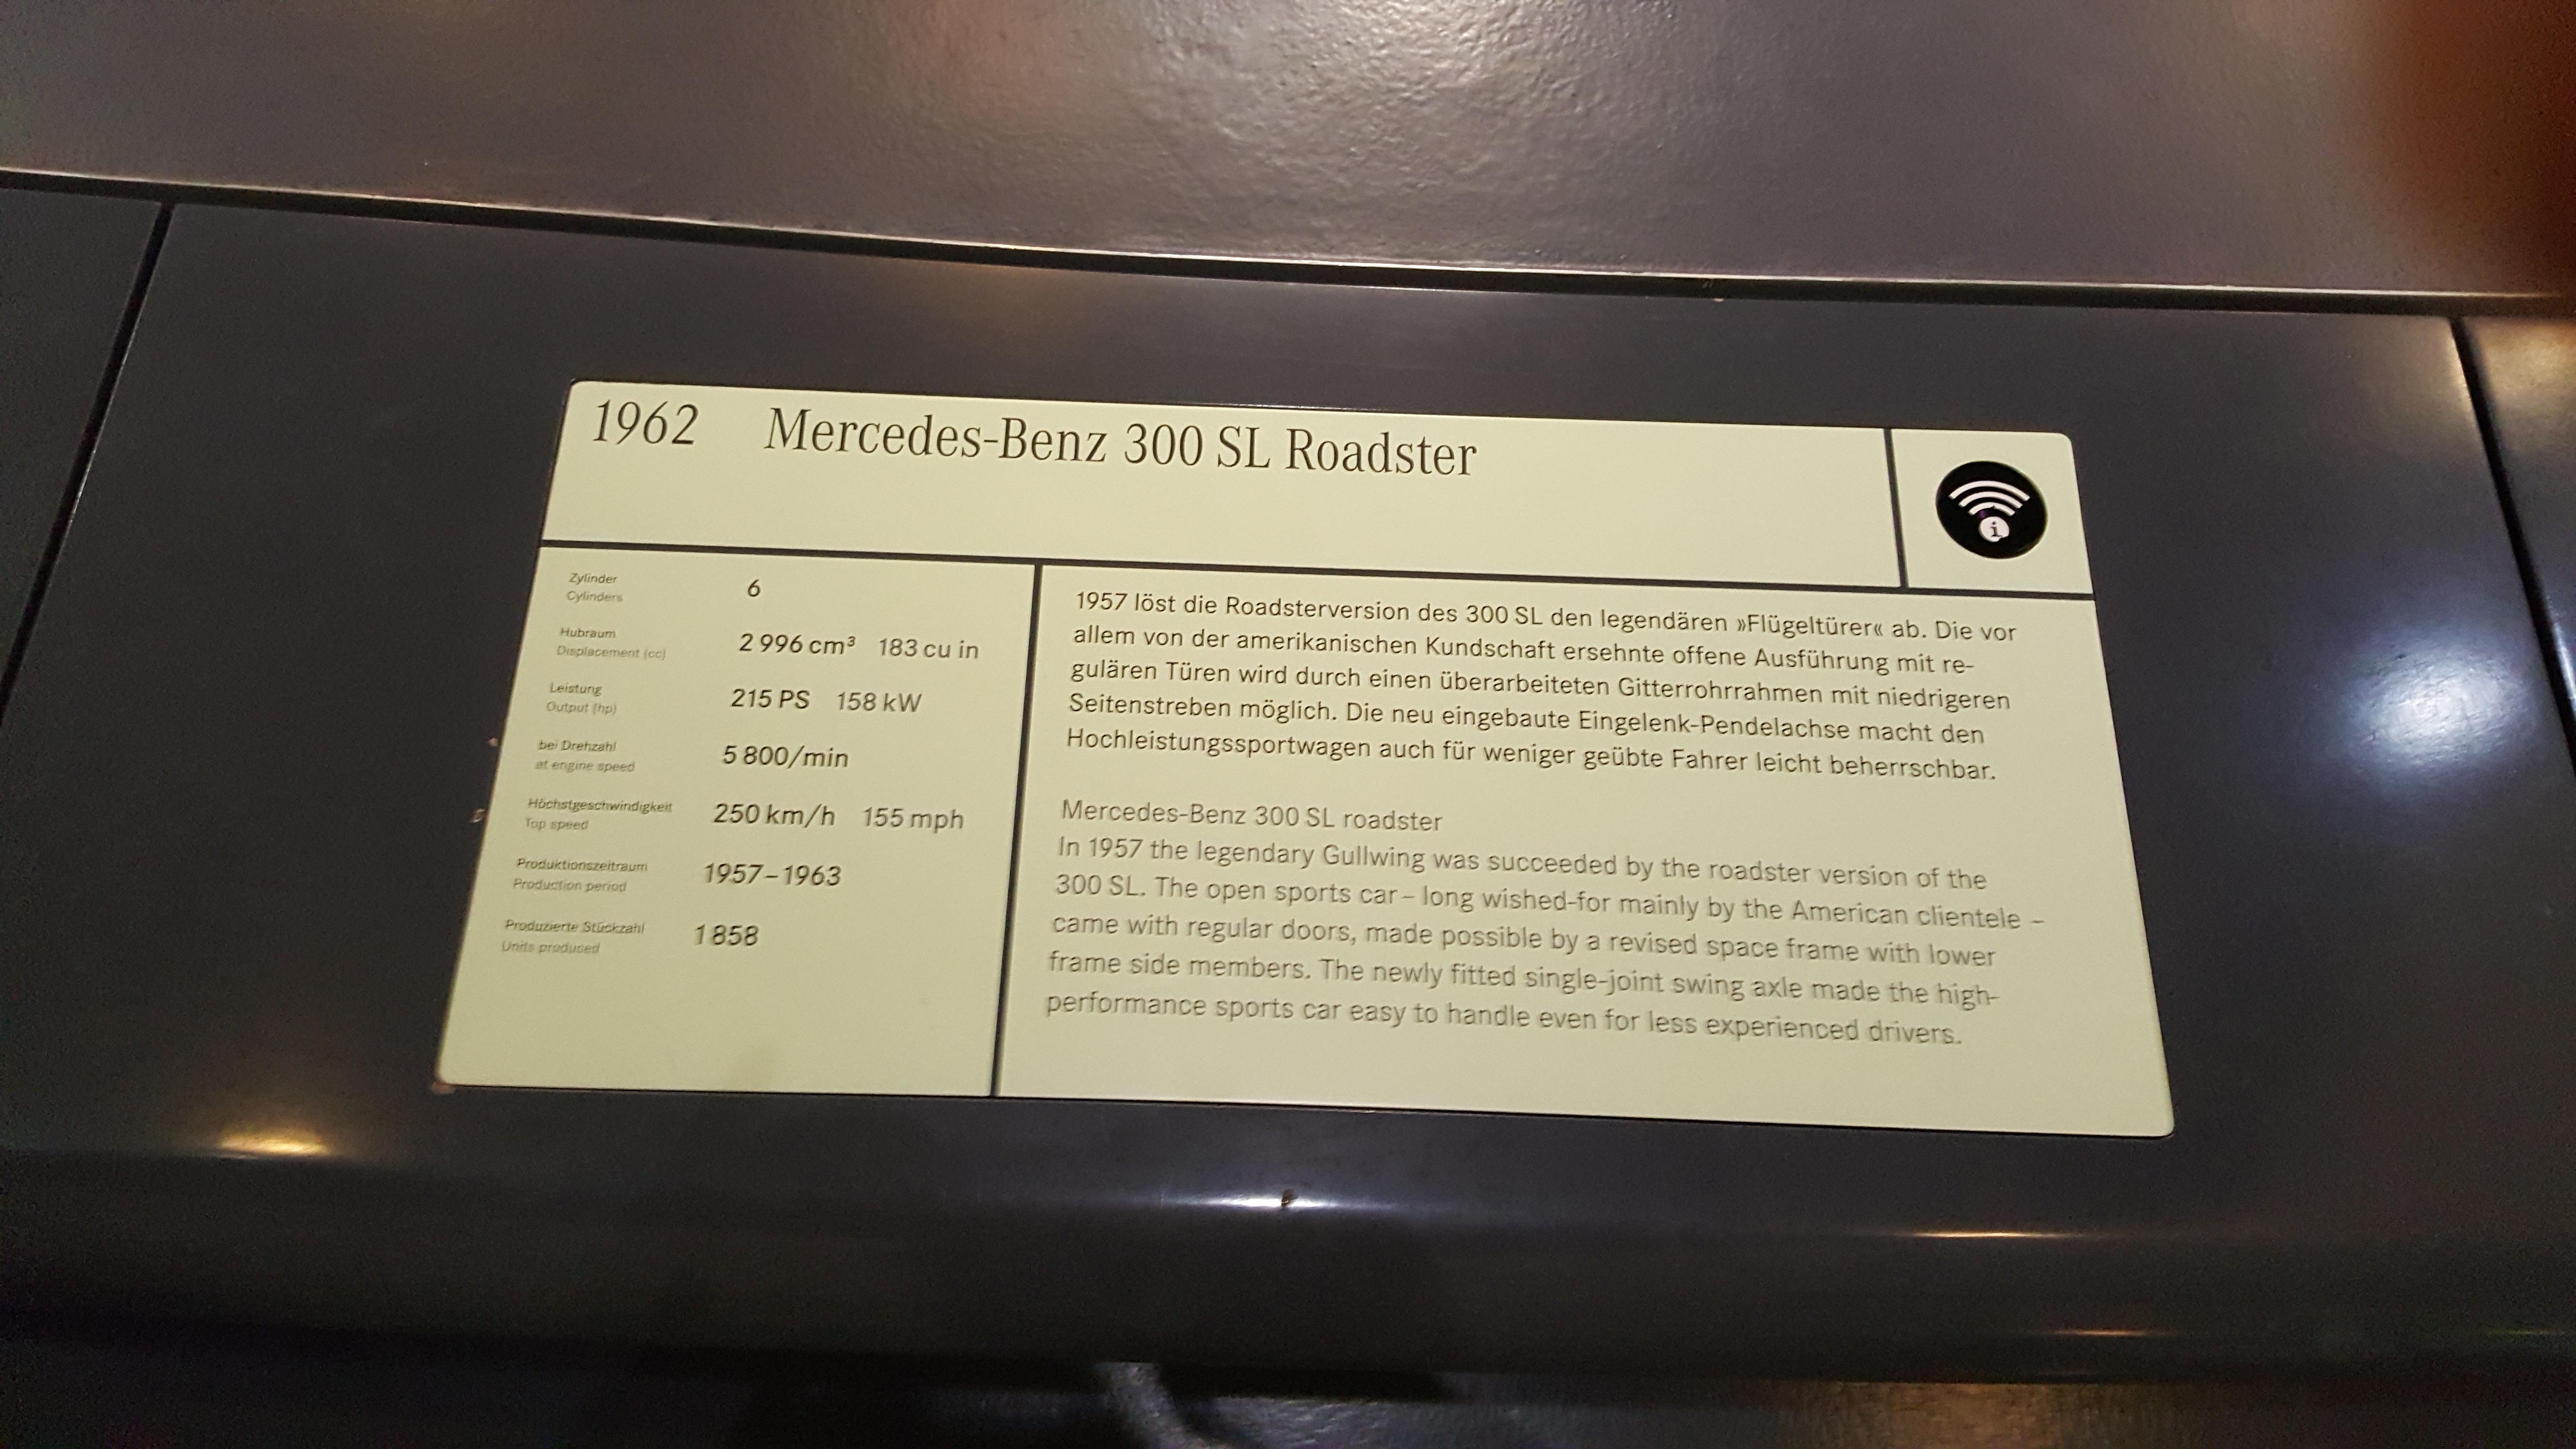 1962 Mercedes-Benz 300 SL Roadster
i
Zylinder 6
Cylinders
Hubraum 2 996 cm³ 183 cu in
Displacement (cc)
Leistung 215 PS 158 kW
Output (hp)
bei Drehzahl 5 800/min
at engine speed
Höchstgeschwindigkeit 250 km/h 155 mph
Top speed
Produktionszeitraum 1957–1963
Production period
Produzierte Stückzahl 1 858
Units produced
1957 löst die Roadsterversion des 300 SL den legendären »Flügeltürer« ab. Die vor
allem von der amerikanischen Kundschaft ersehnte offene Ausführung mit re-
gulären Türen wird durch einen überarbeiteten Gitterrohrrahmen mit niedrigeren
Seitenstreben möglich. Die neu eingebaute Eingelenk-Pendelachse macht den
Hochleistungssportwagen auch für weniger geübte Fahrer leicht beherrschbar.
Mercedes-Benz 300 SL roadster
In 1957 the legendary Gullwing was succeeded by the roadster version of the
300 SL. The open sports car – long wished-for mainly by the American clientele –
came with regular doors, made possible by a revised space frame with lower
frame side members. The newly fitted single-joint swing axle made the high-
performance sports car easy to handle even for less experienced drivers.